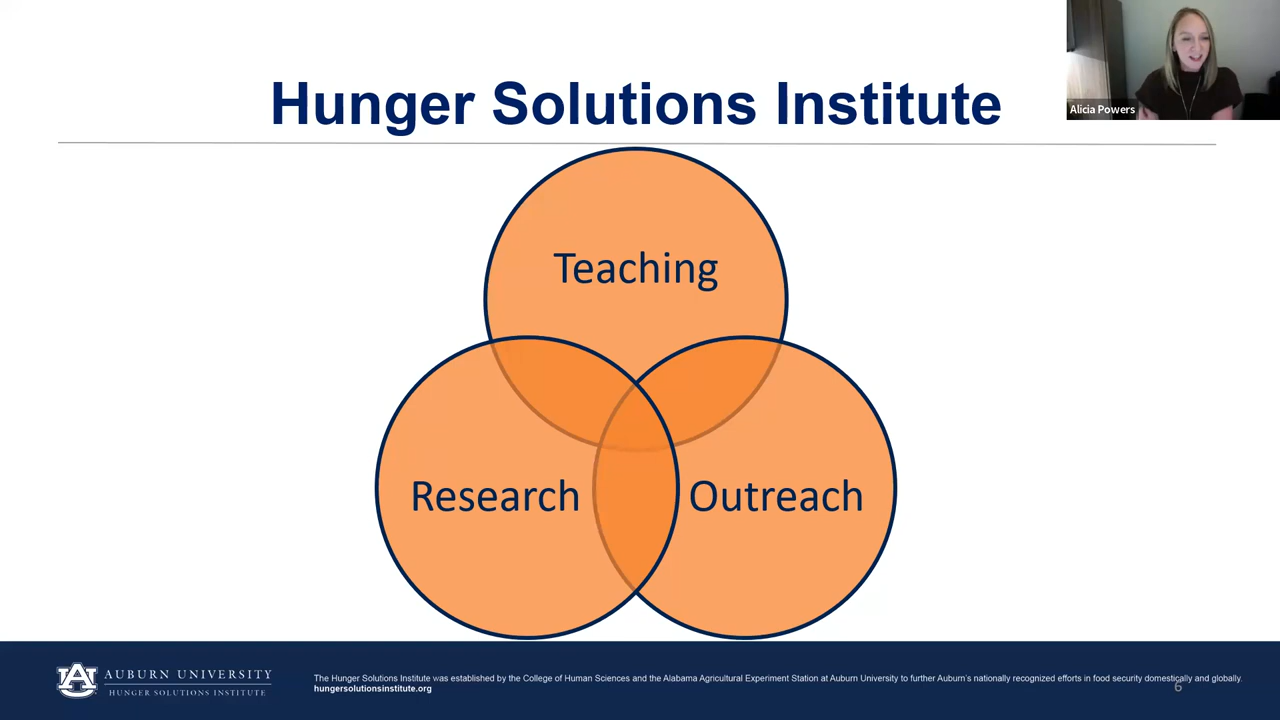 Hunger Solutions Institute
Alicia Powers
Teaching
Research
Outreach
AUBURN UNIVERSITY
HUNGER SOLUTIONS INSTITUTE
The Hunger Solutions Institute was established by the College of Human Sciences and the Alabama Agricultural Experiment Station at Auburn University to further Auburn's nationally recognized efforts in food security domestically and globally.
hungersolutionsinstitute.org
6